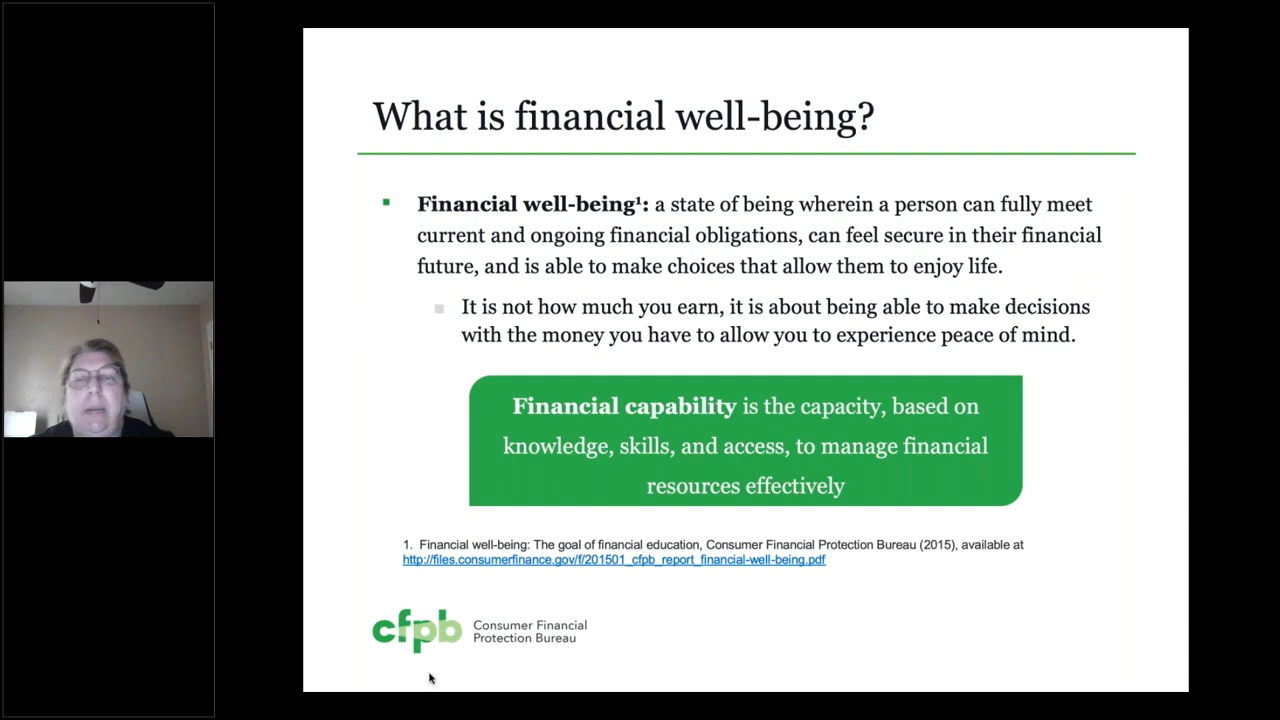 What is financial well-being?
Financial well-being¹: a state of being wherein a person can fully meet
current and ongoing financial obligations, can feel secure in their financial
future, and is able to make choices that allow them to enjoy life.
It is not how much you earn, it is about being able to make decisions
with the money you have to allow you to experience peace of mind.
Financial capability is the capacity, based on
knowledge, skills, and access, to manage financial
resources effectively
1. Financial well-being: The goal of financial education, Consumer Financial Protection Bureau (2015), available at
http://files.consumerfinance.gov/f/201501_cfpb_report_financial-well-being.pdf
cfpb Consumer Financial
Protection Bureau